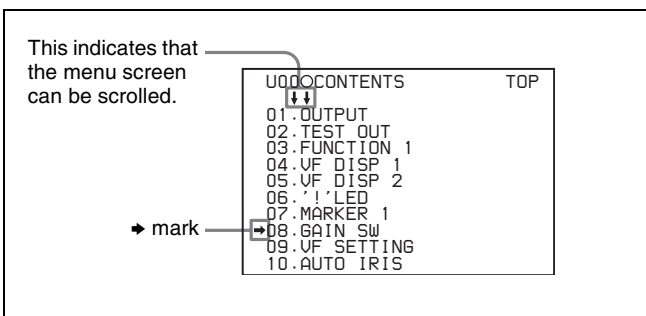 This indicates that
the menu screen
can be scrolled.
U00○CONTENTS TOP
↓↓
01.OUTPUT
02.TEST OUT
03.FUNCTION 1
04.VF DISP 1
05.VF DISP 2
06.'!'LED
07.MARKER 1
➔ mark
➔08.GAIN SW
09.VF SETTING
10.AUTO IRIS